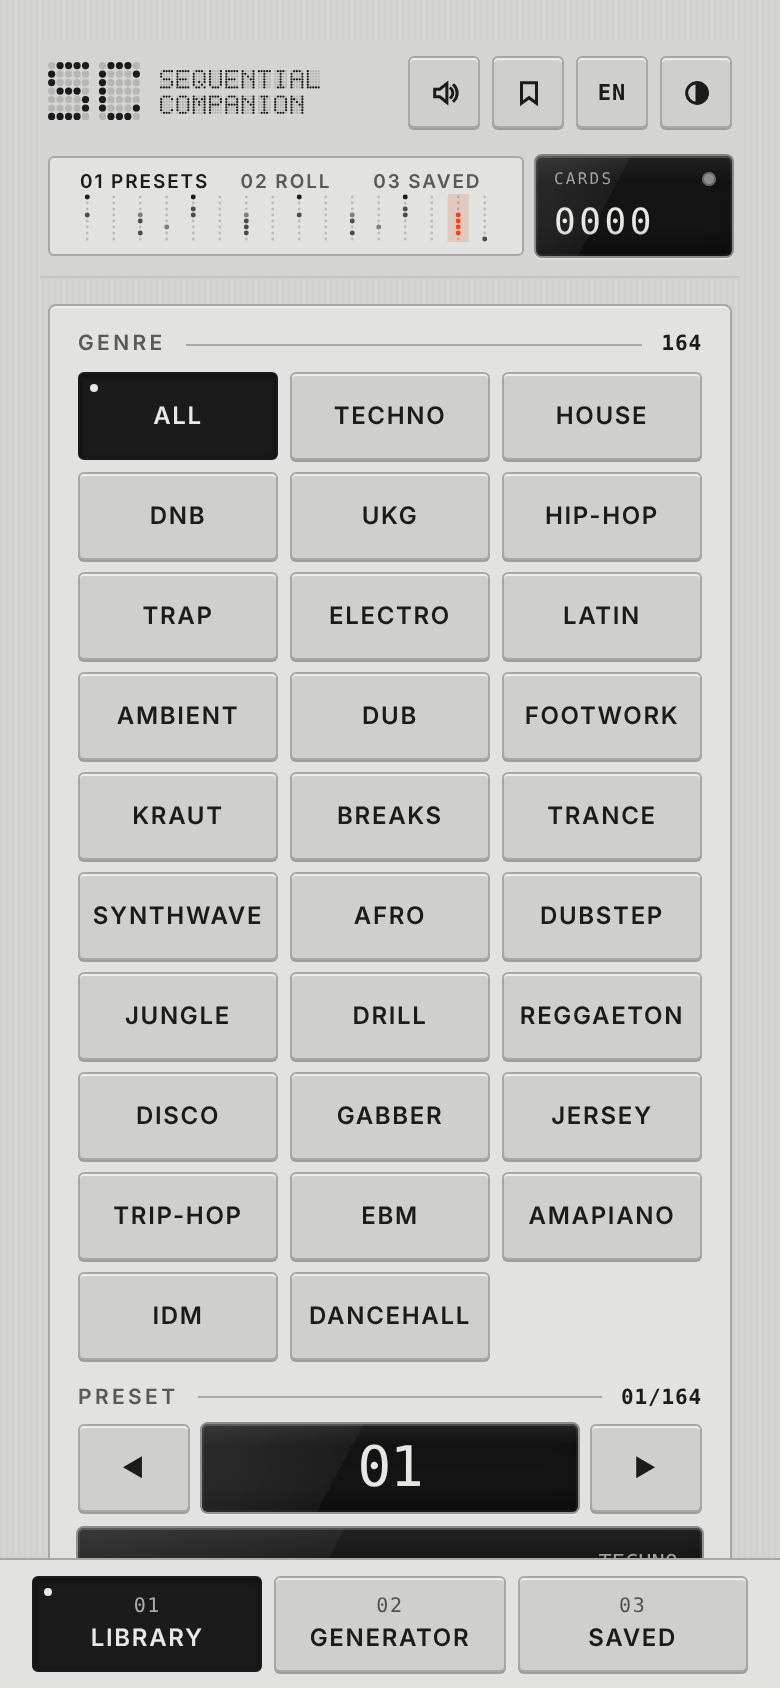 SC SEQUENTIAL
COMPANION
EN
01 PRESETS 02 ROLL 03 SAVED
CARDS
0000
GENRE 164
ALL TECHNO HOUSE
DNB UKG HIP-HOP
TRAP ELECTRO LATIN
AMBIENT DUB FOOTWORK
KRAUT BREAKS TRANCE
SYNTHWAVE AFRO DUBSTEP
JUNGLE DRILL REGGAETON
DISCO GABBER JERSEY
TRIP-HOP EBM AMAPIANO
IDM DANCEHALL
PRESET 01/164
01
TECHNO
01 02 03
LIBRARY GENERATOR SAVED